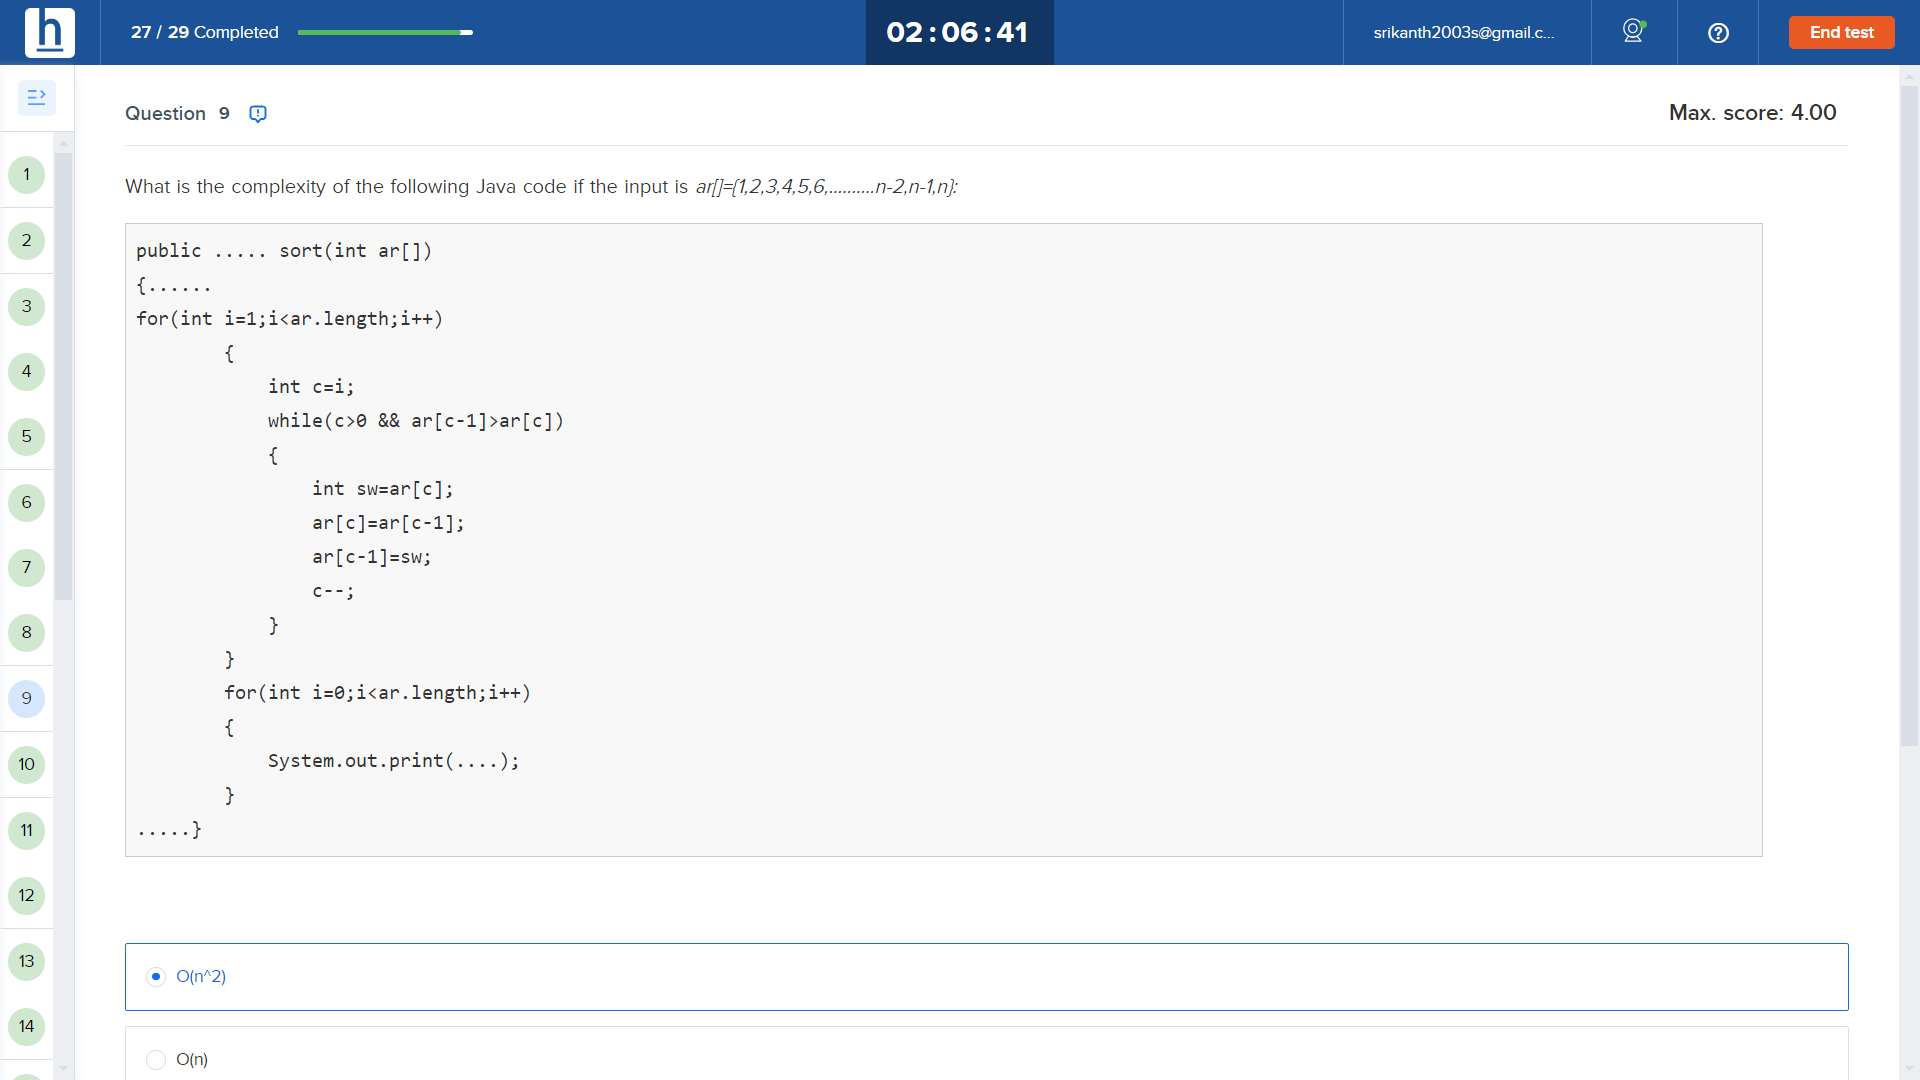 h
27 / 29 Completed
02 : 06 : 41
srikanth2003s@gmail.c...
End test
Question 9
Max. score: 4.00
What is the complexity of the following Java code if the input is ar[]={1,2,3,4,5,6,..........n-2,n-1,n}:
public ..... sort(int ar[])
{......
for(int i=1;i<ar.length;i++)
{
int c=i;
while(c>0 && ar[c-1]>ar[c])
{
int sw=ar[c];
ar[c]=ar[c-1];
ar[c-1]=sw;
c--;
}
}
for(int i=0;i<ar.length;i++)
{
System.out.print(....);
}
.....}
O(n^2)
O(n)
1
2
3
4
5
6
7
8
9
10
11
12
13
14